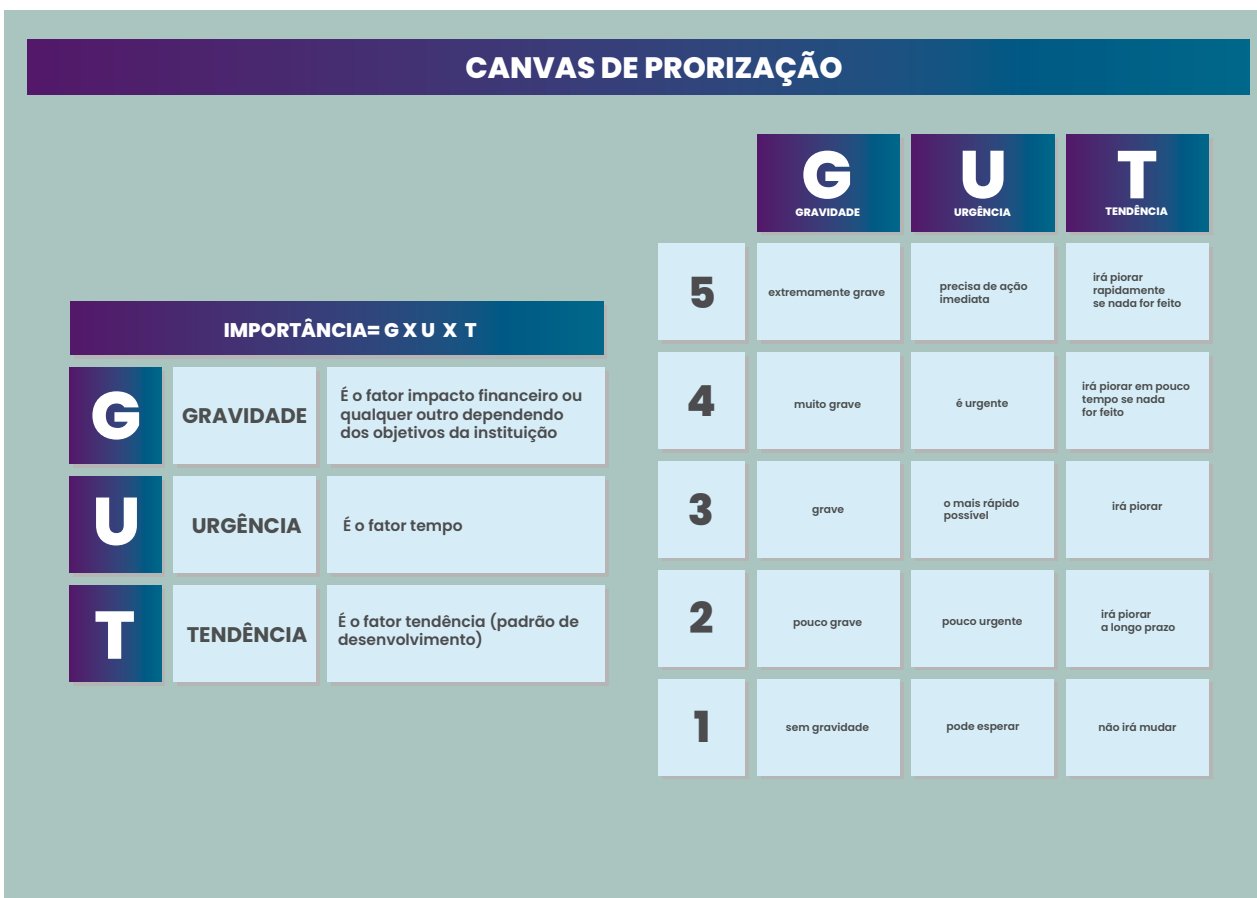 CANVAS DE PRORIZAÇÃO
IMPORTÂNCIA= G X U X T
G
GRAVIDADE
É o fator impacto financeiro ou
qualquer outro dependendo
dos objetivos da instituição
U
URGÊNCIA
É o fator tempo
T
TENDÊNCIA
É o fator tendência (padrão de
desenvolvimento)
G
GRAVIDADE
U
URGÊNCIA
T
TENDÊNCIA
5
extremamente grave
precisa de ação
imediata
irá piorar
rapidamente
se nada for feito
4
muito grave
é urgente
irá piorar em pouco
tempo se nada
for feito
3
grave
o mais rápido
possível
irá piorar
2
pouco grave
pouco urgente
irá piorar
a longo prazo
1
sem gravidade
pode esperar
não irá mudar